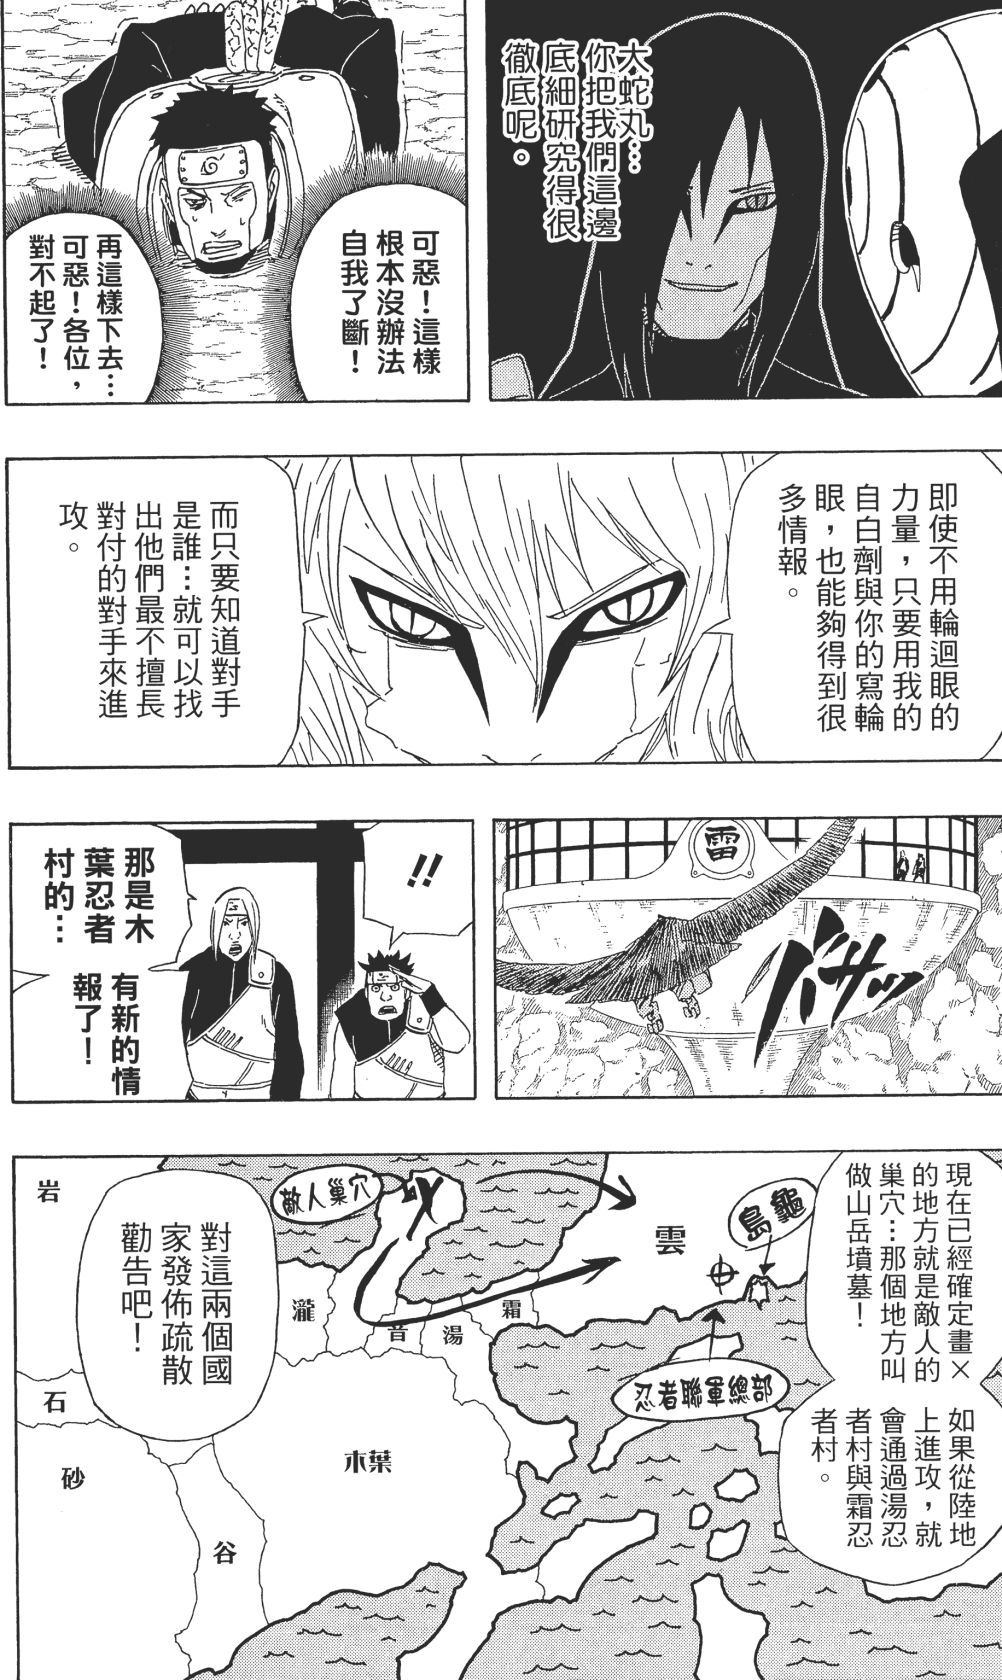 大蛇丸…
你把我們這邊
底細研究得很
徹底呢。
可惡！這樣
根本沒辦法
自我了斷！
再這樣下去…
可惡！各位，
對不起了！
即使不用輪迴眼的
力量，只要用我的
自白劑與你的寫輪
眼，也能夠得到很
多情報。
而只要知道對手
是誰…就可以找
出他們最不擅長
對付的對手來進
攻。
雷
バサッ
!!
那是木
葉忍者
村的…
有新的情
報了！
現在已經確定畫×
的地方就是敵人的
巢穴…那個地方叫
做山岳墳墓！
如果從陸地
上進攻，就
會通過湯忍
者村與霜忍
者村。
對這兩個國
家發佈疏散
勸告吧！
岩
敵人巢穴
雲
島龜
瀧
音
湯
霜
忍者聯軍總部
石
砂
木葉
谷